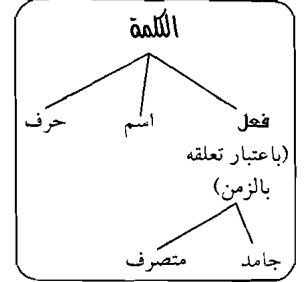 الكلمة
فعل اسم حرف
(باعتبار تعلقه
بالزمن)
جامد متصرف